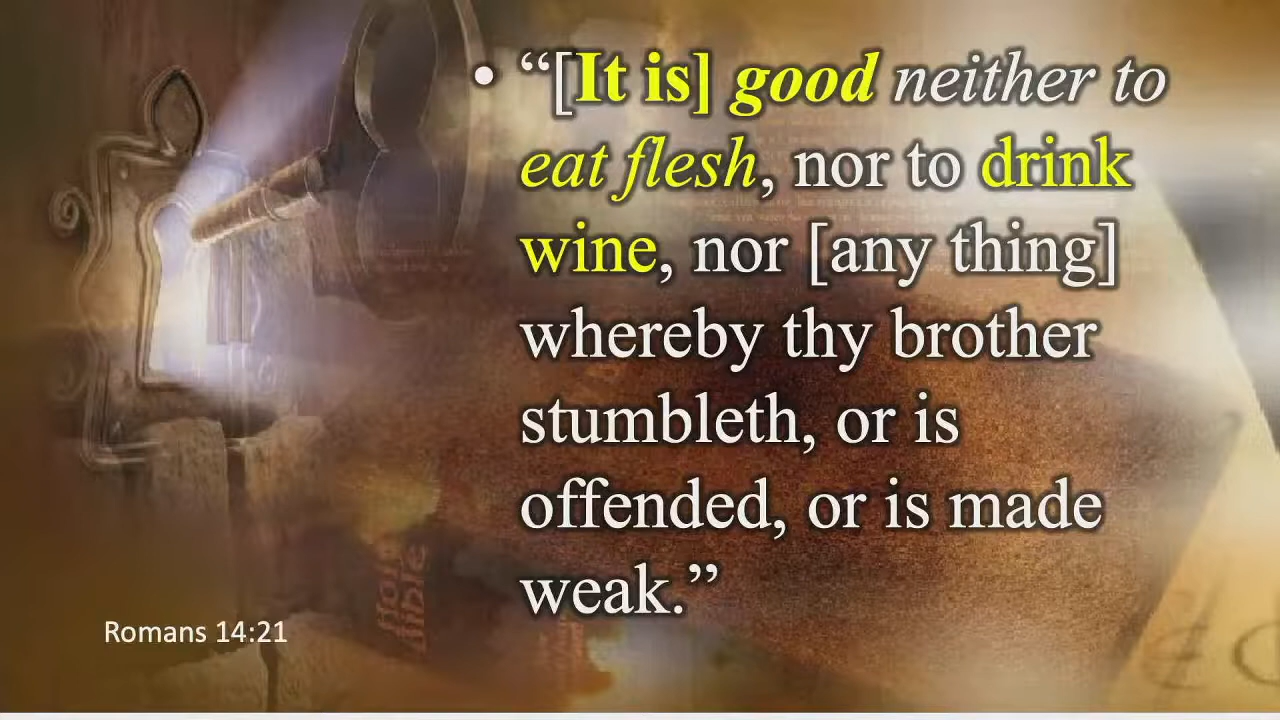 • “[It is] good neither to
eat flesh, nor to drink
wine, nor [any thing]
whereby thy brother
stumbleth, or is
offended, or is made
weak.”
Romans 14:21